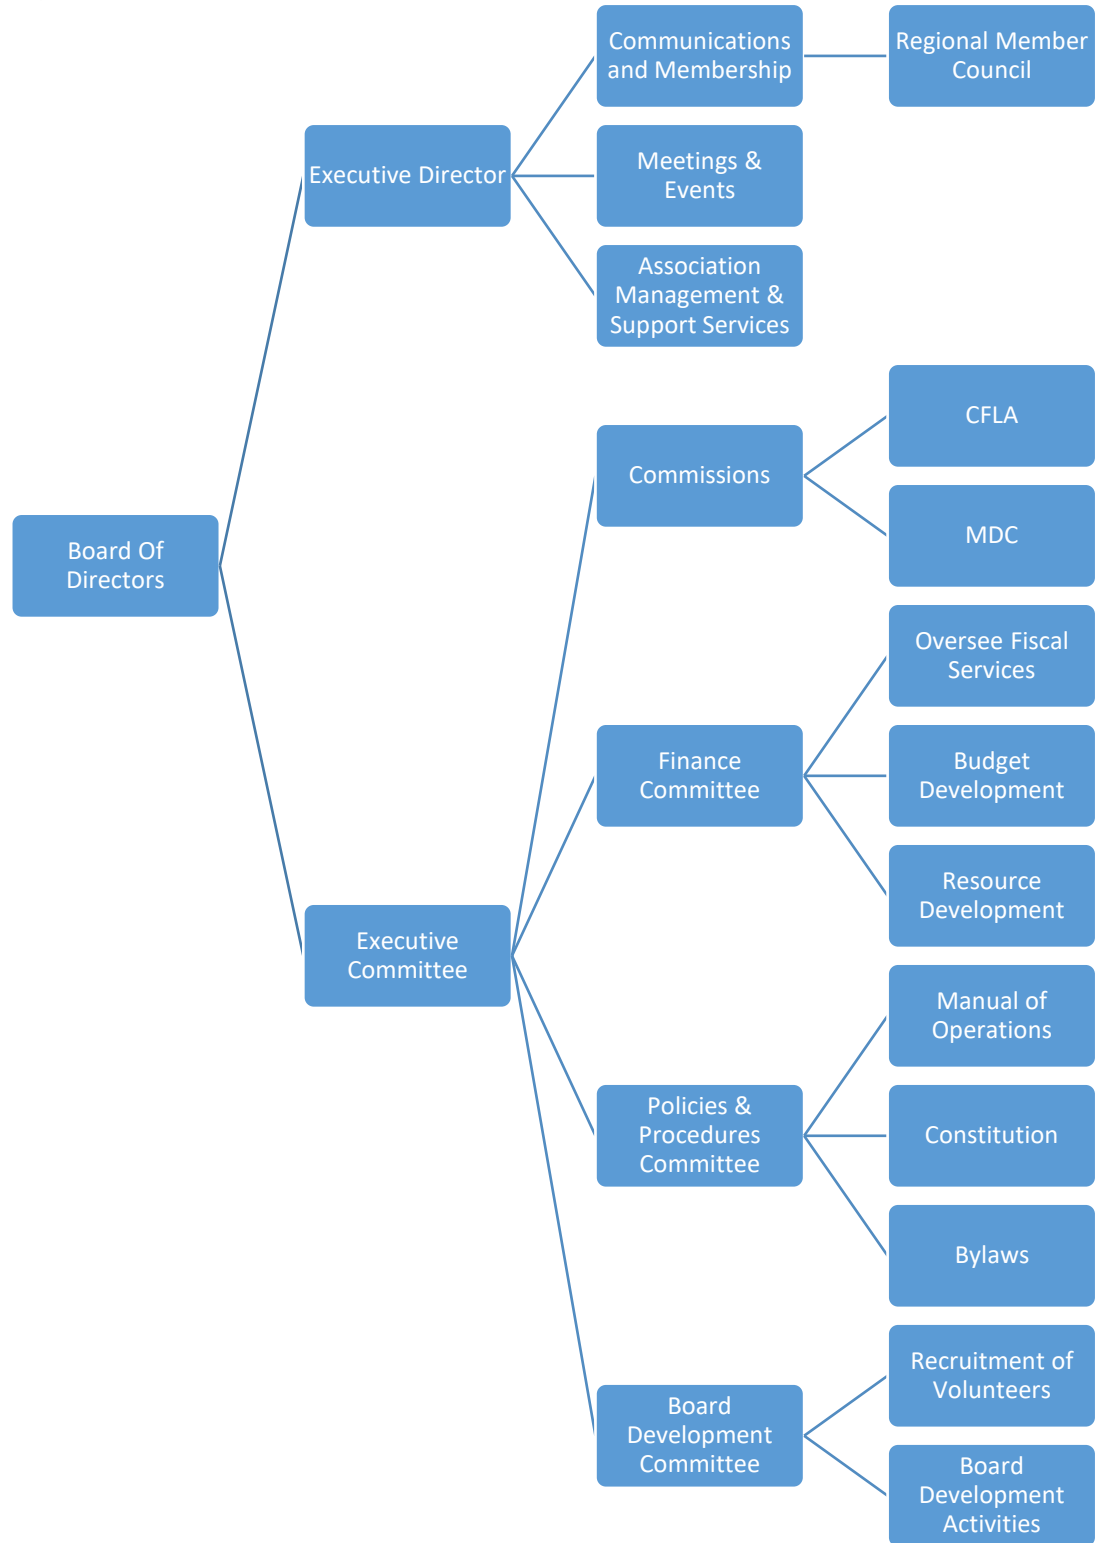 Communications
and Membership
Regional Member
Council
Executive Director
Meetings &
Events
Association
Management &
Support Services
Board Of
Directors
Commissions
CFLA
MDC
Executive
Committee
Finance
Committee
Oversee Fiscal
Services
Budget
Development
Resource
Development
Policies &
Procedures
Committee
Manual of
Operations
Constitution
Bylaws
Board
Development
Committee
Recruitment of
Volunteers
Board
Development
Activities